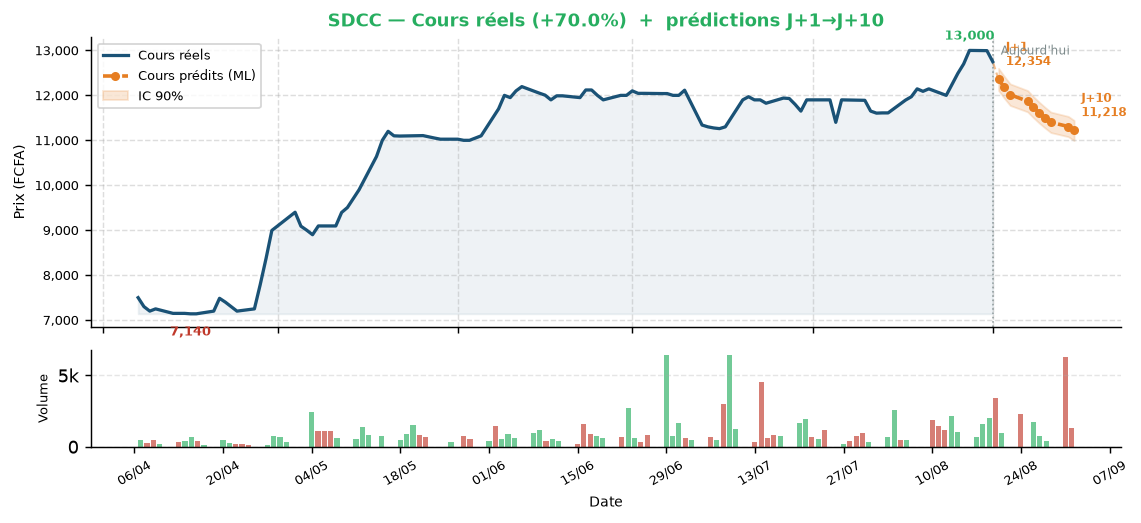 SDCC — Cours réels (+70.0%) + prédictions J+1→J+10
Cours réels
Cours prédits (ML)
IC 90%
13,000
Aujourd'hui
J+1
12,354
J+10
11,218
7,140
Prix (FCFA)
13,000
12,000
11,000
10,000
9,000
8,000
7,000
Volume
5k
0
06/04
20/04
04/05
18/05
01/06
15/06
29/06
13/07
27/07
10/08
24/08
07/09
Date